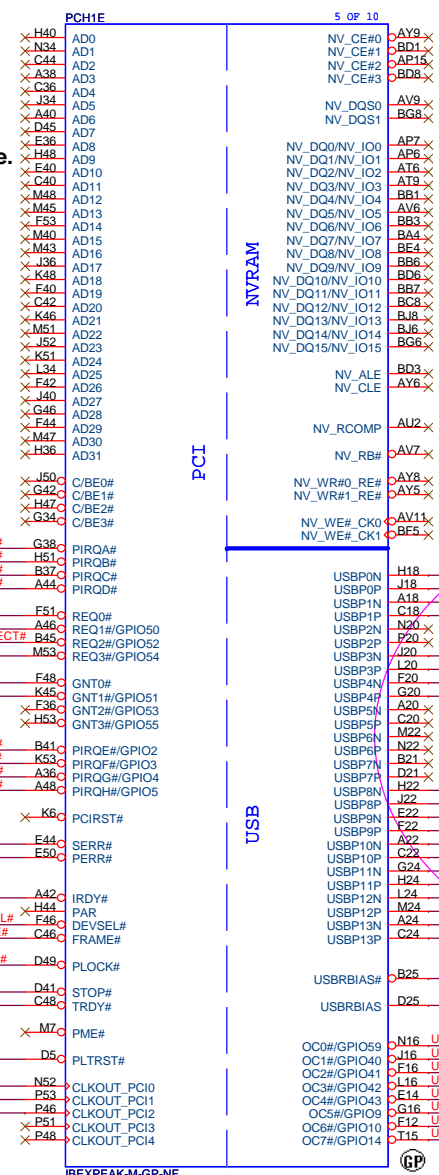 PCH1E
5 OF 10
e.
H40 AD0
N34 AD1
C44 AD2
A38 AD3
C36 AD4
J34 AD5
A40 AD6
D45 AD7
E36 AD8
H48 AD9
E40 AD10
C40 AD11
M48 AD12
M45 AD13
F53 AD14
M40 AD15
M43 AD16
J36 AD17
K48 AD18
F40 AD19
C42 AD20
K46 AD21
M51 AD22
J52 AD23
K51 AD24
L34 AD25
F42 AD26
J40 AD27
G46 AD28
F44 AD29
M47 AD30
H36 AD31
J50 C/BE0#
G42 C/BE1#
H47 C/BE2#
G34 C/BE3#
# G38 PIRQA#
# H51 PIRQB#
# B37 PIRQC#
# A44 PIRQD#
F51 REQ0#
A46 REQ1#/GPIO50
ECT# B45 REQ2#/GPIO52
M53 REQ3#/GPIO54
F48 GNT0#
K45 GNT1#/GPIO51
F36 GNT2#/GPIO53
H53 GNT3#/GPIO55
# B41 PIRQE#/GPIO2
# K53 PIRQF#/GPIO3
# A36 PIRQG#/GPIO4
# A48 PIRQH#/GPIO5
K6 PCIRST#
E44 SERR#
E50 PERR#
A42 IRDY#
H44 PAR
L# F46 DEVSEL#
# C46 FRAME#
# D49 PLOCK#
D41 STOP#
C48 TRDY#
M7 PME#
D5 PLTRST#
N52 CLKOUT_PCI0
P53 CLKOUT_PCI1
P46 CLKOUT_PCI2
P51 CLKOUT_PCI3
P48 CLKOUT_PCI4
PCI
NVRAM
USB
NV_CE#0 AY9
NV_CE#1 BD1
NV_CE#2 AP15
NV_CE#3 BD8
NV_DQS0 AV9
NV_DQS1 BG8
NV_DQ0/NV_IO0 AP7
NV_DQ1/NV_IO1 AP6
NV_DQ2/NV_IO2 AT6
NV_DQ3/NV_IO3 AT9
NV_DQ4/NV_IO4 BB1
NV_DQ5/NV_IO5 AV6
NV_DQ6/NV_IO6 BB3
NV_DQ7/NV_IO7 BA4
NV_DQ8/NV_IO8 BE4
NV_DQ9/NV_IO9 BB6
NV_DQ10/NV_IO10 BD6
NV_DQ11/NV_IO11 BB7
NV_DQ12/NV_IO12 BC8
NV_DQ13/NV_IO13 BJ8
NV_DQ14/NV_IO14 BJ6
NV_DQ15/NV_IO15 BG6
NV_ALE BD3
NV_CLE AY6
NV_RCOMP AU2
NV_RB# AV7
NV_WR#0_RE# AY8
NV_WR#1_RE# AY5
NV_WE#_CK0 AV11
NV_WE#_CK1 BF5
USBP0N H18
USBP0P J18
USBP1N A18
USBP1P C18
USBP2N N20
USBP2P P20
USBP3N J20
USBP3P L20
USBP4N F20
USBP4P G20
USBP5N A20
USBP5P C20
USBP6N M22
USBP6P N22
USBP7N B21
USBP7P D21
USBP8N H22
USBP8P J22
USBP9N E22
USBP9P F22
USBP10N A22
USBP10P C22
USBP11N G24
USBP11P H24
USBP12N L24
USBP12P M24
USBP13N A24
USBP13P C24
USBRBIAS# B25
USBRBIAS D25
OC0#/GPIO59 N16
OC1#/GPIO40 J16
OC2#/GPIO41 F16
OC3#/GPIO42 L16
OC4#/GPIO43 E14
OC5#/GPIO9 G16
OC6#/GPIO10 F12
OC7#/GPIO14 T15
GP
IBEXPEAK-M-GP-NF